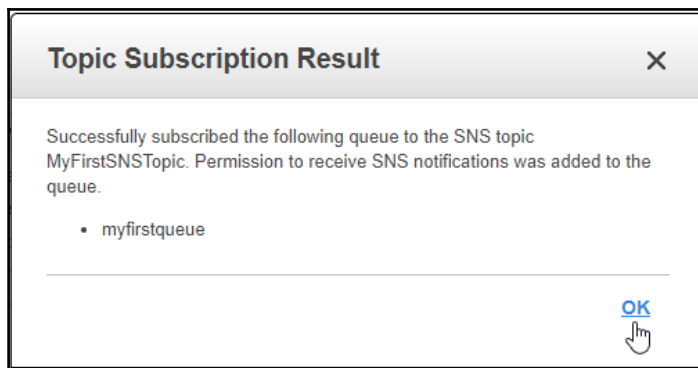 Topic Subscription Result
Successfully subscribed the following queue to the SNS topic
MyFirstSNSTopic. Permission to receive SNS notifications was added to the
queue.
• myfirstqueue
OK